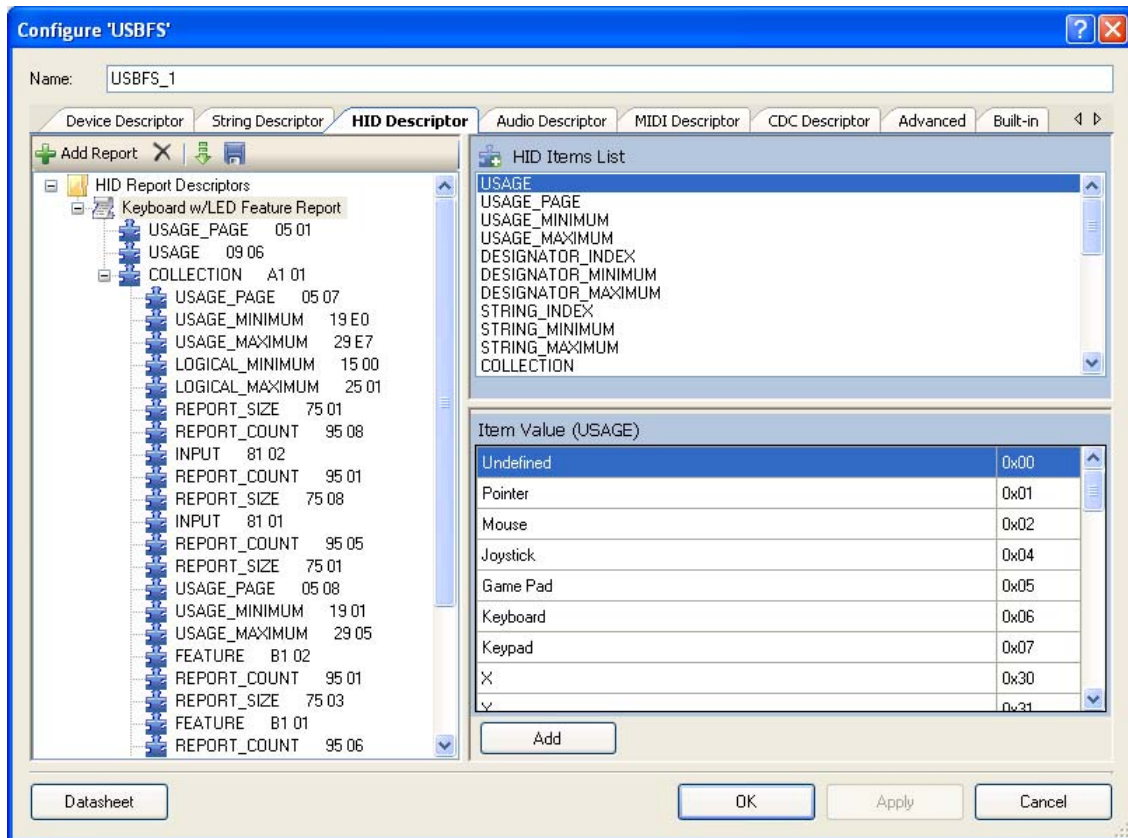 Configure 'USBFS'
Name: USBFS_1
Device Descriptor String Descriptor HID Descriptor Audio Descriptor MIDI Descriptor CDC Descriptor Advanced Built-in
Add Report
HID Report Descriptors
Keyboard w/LED Feature Report
USAGE_PAGE 05 01
USAGE 09 06
COLLECTION A1 01
USAGE_PAGE 05 07
USAGE_MINIMUM 19 E0
USAGE_MAXIMUM 29 E7
LOGICAL_MINIMUM 15 00
LOGICAL_MAXIMUM 25 01
REPORT_SIZE 75 01
REPORT_COUNT 95 08
INPUT 81 02
REPORT_COUNT 95 01
REPORT_SIZE 75 08
INPUT 81 01
REPORT_COUNT 95 05
REPORT_SIZE 75 01
USAGE_PAGE 05 08
USAGE_MINIMUM 19 01
USAGE_MAXIMUM 29 05
FEATURE B1 02
REPORT_COUNT 95 01
REPORT_SIZE 75 03
FEATURE B1 01
REPORT_COUNT 95 06
HID Items List
USAGE
USAGE_PAGE
USAGE_MINIMUM
USAGE_MAXIMUM
DESIGNATOR_INDEX
DESIGNATOR_MINIMUM
DESIGNATOR_MAXIMUM
STRING_INDEX
STRING_MINIMUM
STRING_MAXIMUM
COLLECTION
Item Value (USAGE)
Undefined 0x00
Pointer 0x01
Mouse 0x02
Joystick 0x04
Game Pad 0x05
Keyboard 0x06
Keypad 0x07
X 0x30
Y 0x31
Add
Datasheet OK Apply Cancel